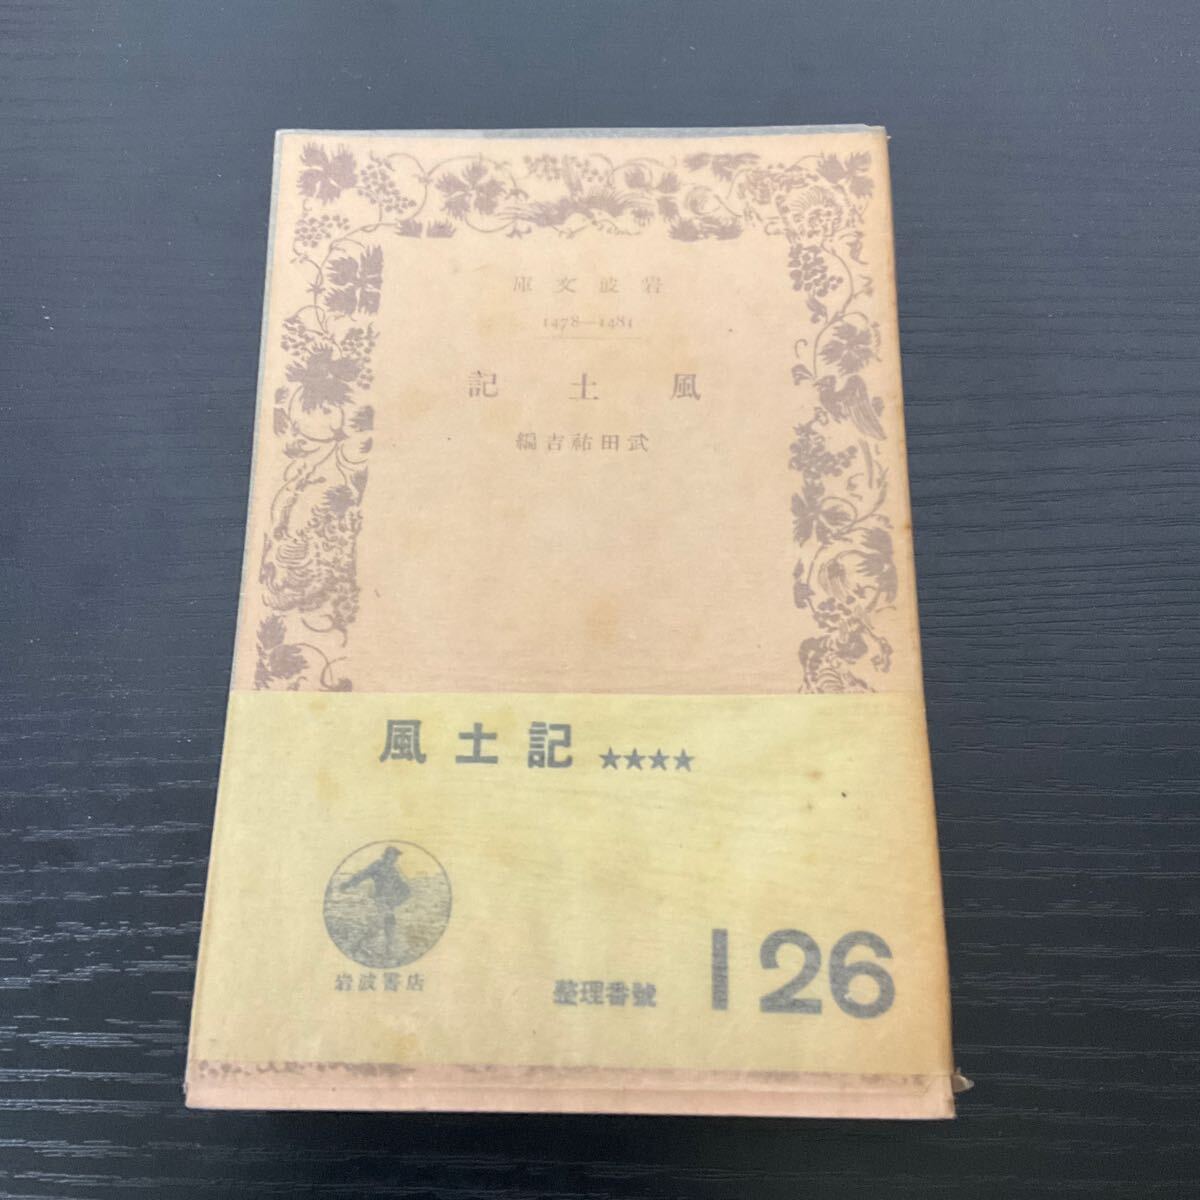 庫文波岩
1478—1481
記土風
編吉祐田武
風土記 ★★★★
岩波書店
整理番號 126